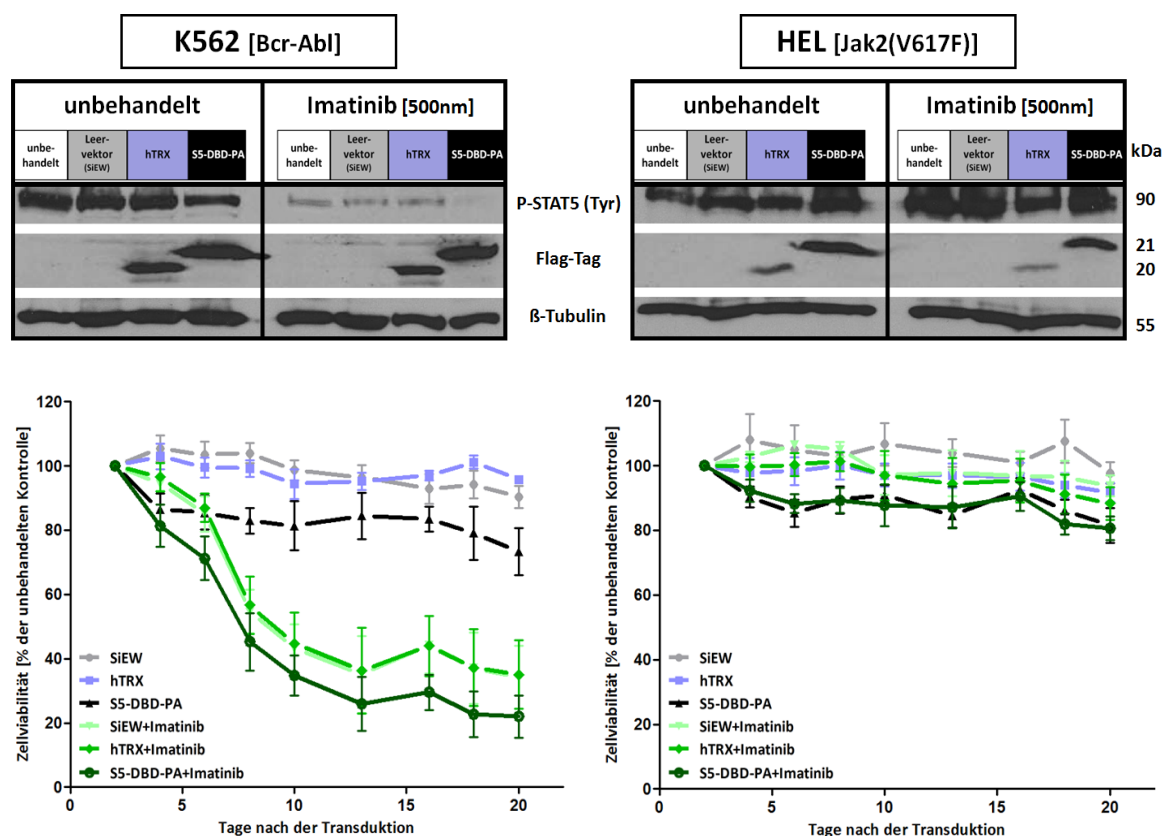 K562 [Bcr-Abl]
HEL [Jak2(V617F)]
unbehandelt
Imatinib [500nm]
unbehandelt
Imatinib [500nm]
unbe-
handelt
Leer-
vektor
(SiEW)
hTRX
S5-DBD-PA
unbe-
handelt
Leer-
vektor
(SiEW)
hTRX
S5-DBD-PA
unbe-
handelt
Leer-
vektor
(SiEW)
hTRX
S5-DBD-PA
unbe-
handelt
Leer-
vektor
(SiEW)
hTRX
S5-DBD-PA
kDa
P-STAT5 (Tyr)
90
Flag-Tag
21
20
ß-Tubulin
55
Zellviabilität [% der unbehandelten Kontrolle]
120
100
80
60
40
20
0
SiEW
hTRX
S5-DBD-PA
SiEW+Imatinib
hTRX+Imatinib
S5-DBD-PA+Imatinib
0
5
10
15
20
Tage nach der Transduktion
Zellviabilität [% der unbehandelten Kontrolle]
120
100
80
60
40
20
0
SiEW
hTRX
S5-DBD-PA
SiEW+Imatinib
hTRX+Imatinib
S5-DBD-PA+Imatinib
0
5
10
15
20
Tage nach der Transduktion